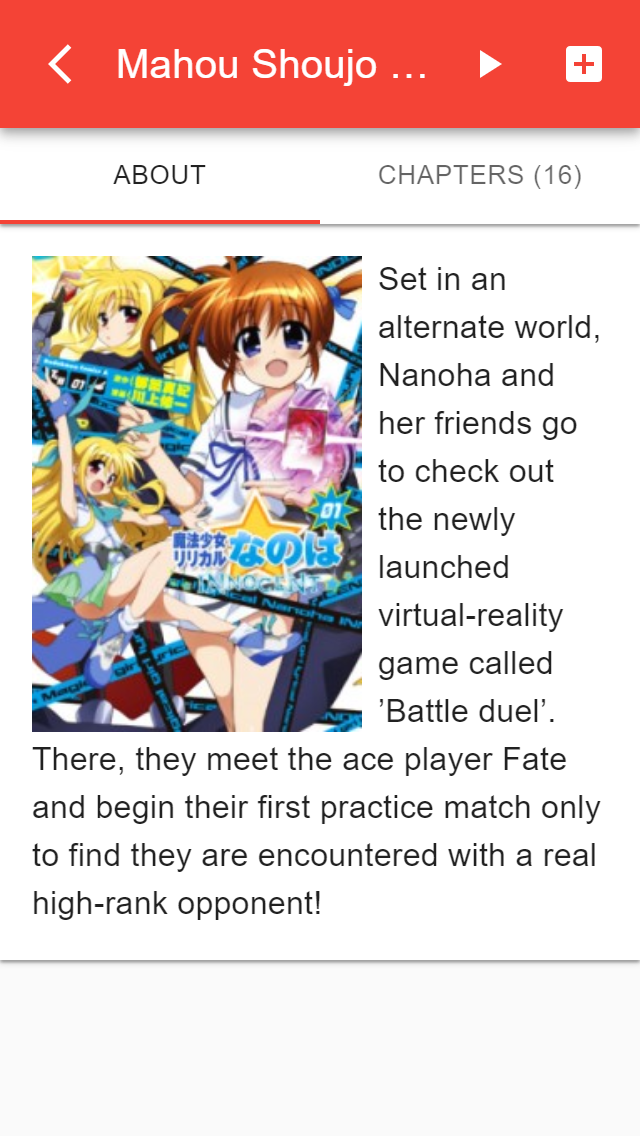 Mahou Shoujo ...
ABOUT
CHAPTERS (16)
01
魔法少女
リリカル なのは
INNOCENT
Set in an
alternate world,
Nanoha and
her friends go
to check out
the newly
launched
virtual-reality
game called
’Battle duel’.
There, they meet the ace player Fate
and begin their first practice match only
to find they are encountered with a real
high-rank opponent!